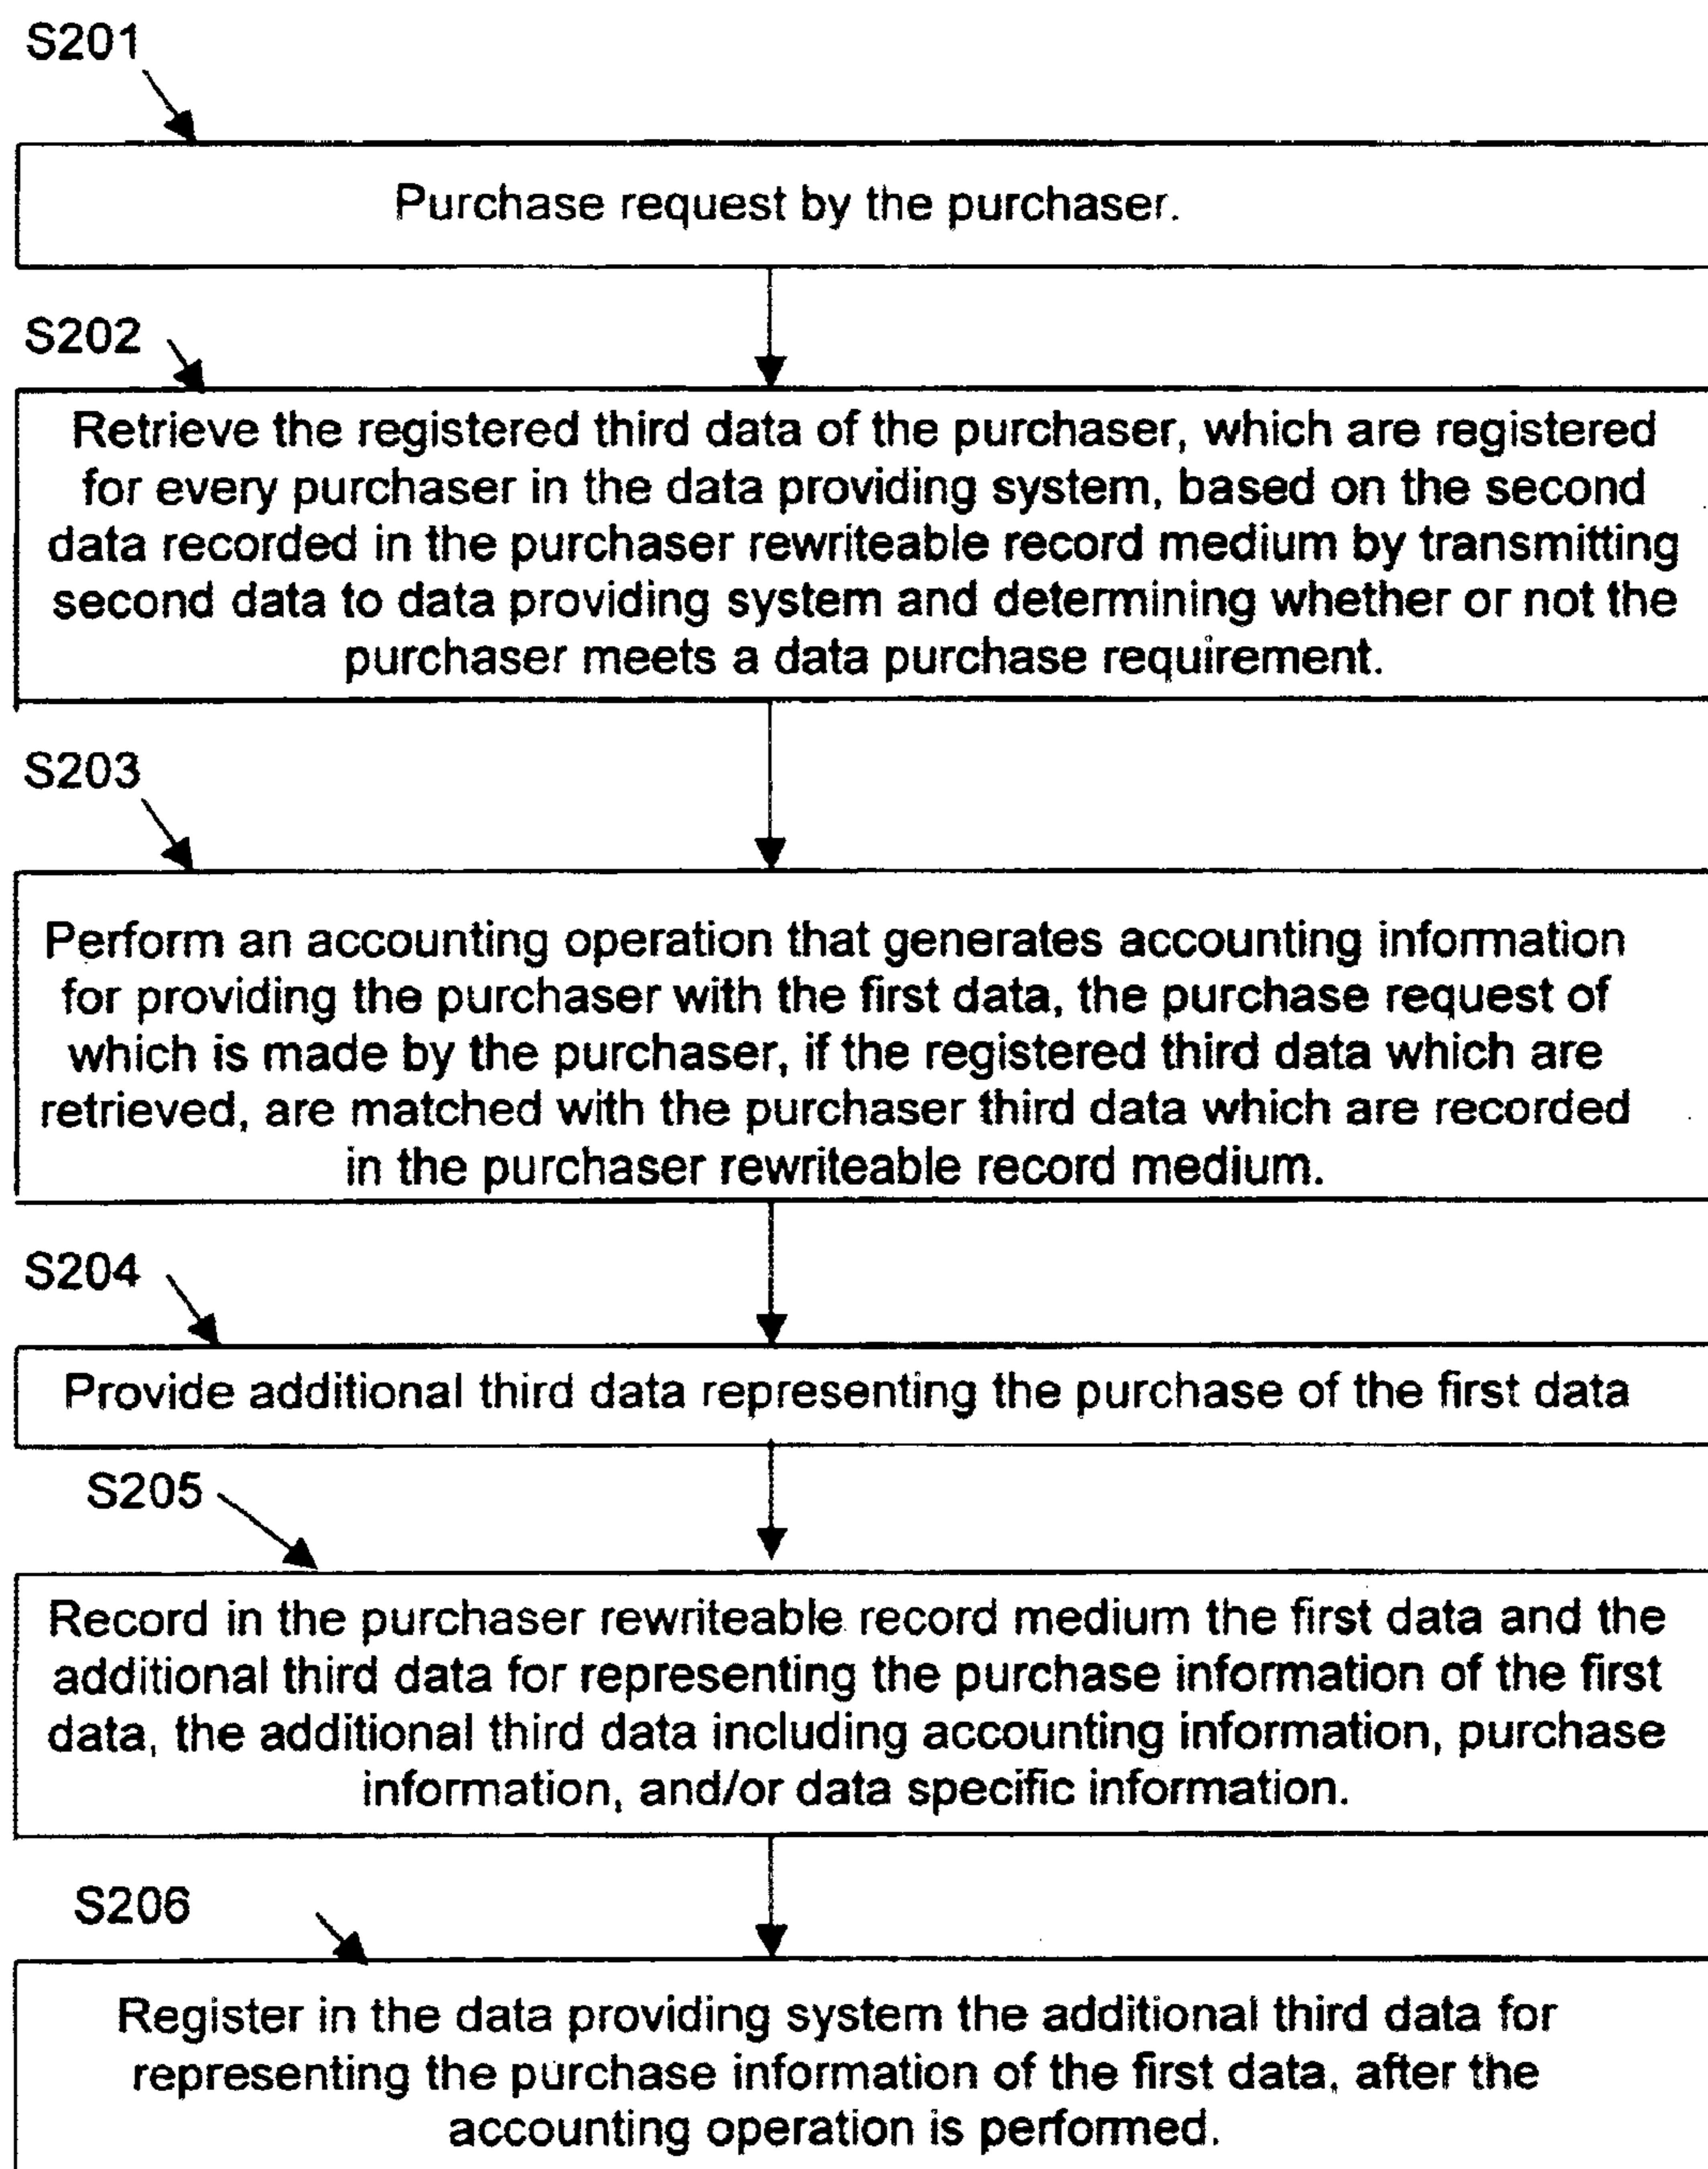 S201
Purchase request by the purchaser.
S202
Retrieve the registered third data of the purchaser, which are registered
for every purchaser in the data providing system, based on the second
data recorded in the purchaser rewriteable record medium by transmitting
second data to data providing system and determining whether or not the
purchaser meets a data purchase requirement.
S203
Perform an accounting operation that generates accounting information
for providing the purchaser with the first data, the purchase request of
which is made by the purchaser, if the registered third data which are
retrieved, are matched with the purchaser third data which are recorded
in the purchaser rewriteable record medium.
S204
Provide additional third data representing the purchase of the first data
S205
Record in the purchaser rewriteable record medium the first data and the
additional third data for representing the purchase information of the first
data, the additional third data including accounting information, purchase
information, and/or data specific information.
S206
Register in the data providing system the additional third data for
representing the purchase information of the first data, after the
accounting operation is performed.